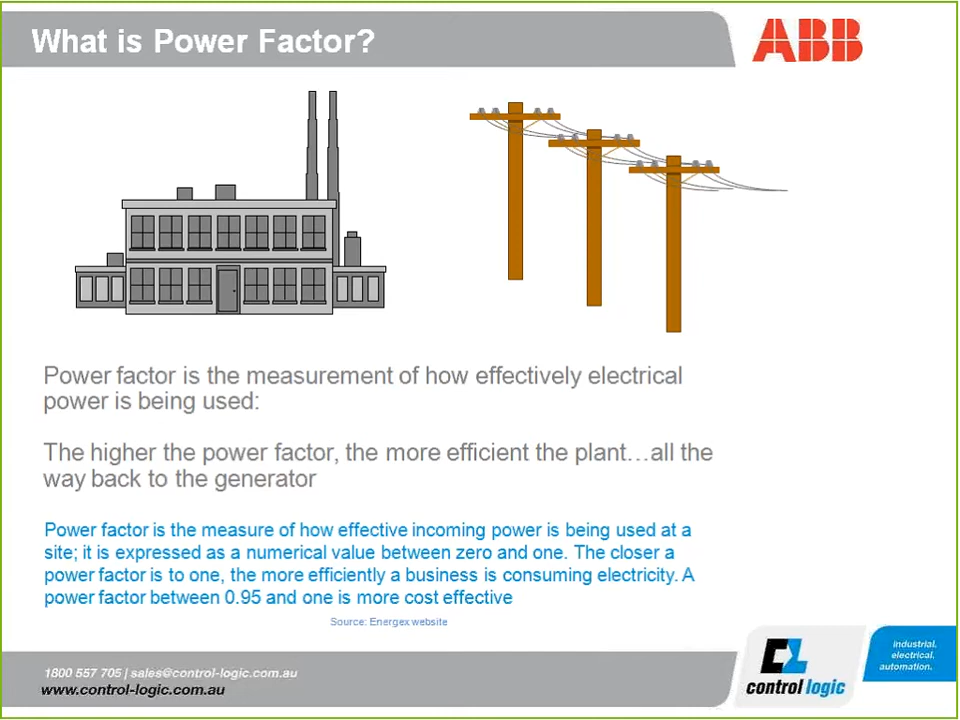 What is Power Factor?
ABB
Power factor is the measurement of how effectively electrical
power is being used:
The higher the power factor, the more efficient the plant…all the
way back to the generator
Power factor is the measure of how effective incoming power is being used at a
site; it is expressed as a numerical value between zero and one. The closer a
power factor is to one, the more efficiently a business is consuming electricity. A
power factor between 0.95 and one is more cost effective
Source: Energex website
1800 557 705 | sales@control-logic.com.au
www.control-logic.com.au
control logic
industrial.
electrical.
automation.